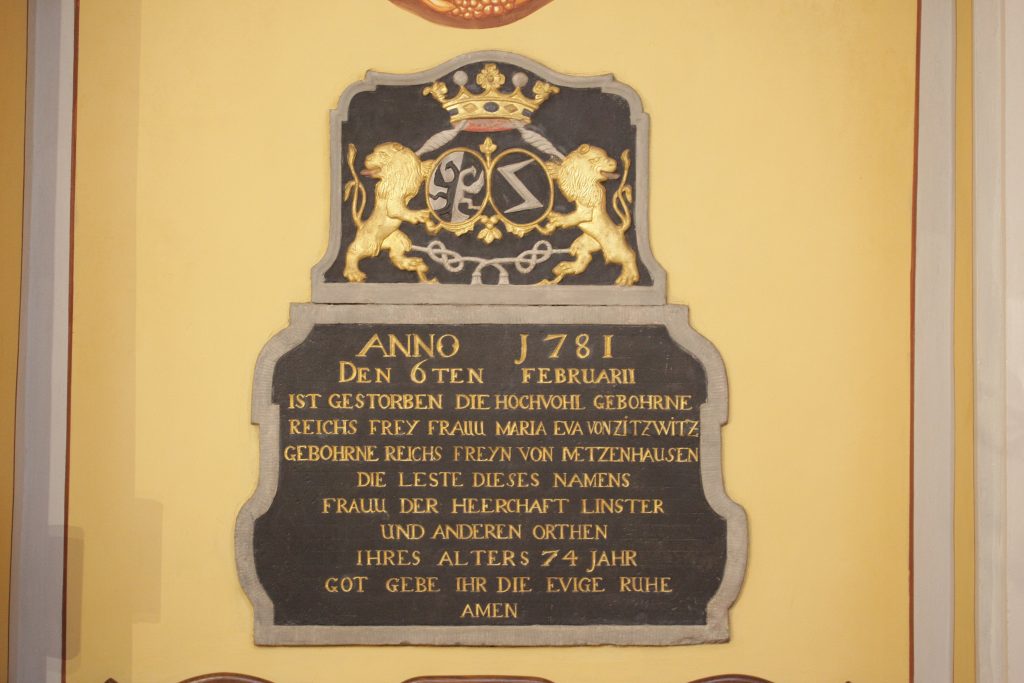 ANNO J781
DEN 6TEN FEBRUARII
IST GESTORBEN DIE HOCHVOHL GEBOHRNE
REICHS FREY FRAUU MARIA EVA VON ZITZWITZ
GEBOHRNE REICHS FREYN VON METZENHAUSEN
DIE LESTE DIESES NAMENS
FRAUU DER HEERCHAFT LINSTER
UND ANDEREN ORTHEN
IHRES ALTERS 74 JAHR
GOT GEBE IHR DIE EVIGE RUHE
AMEN